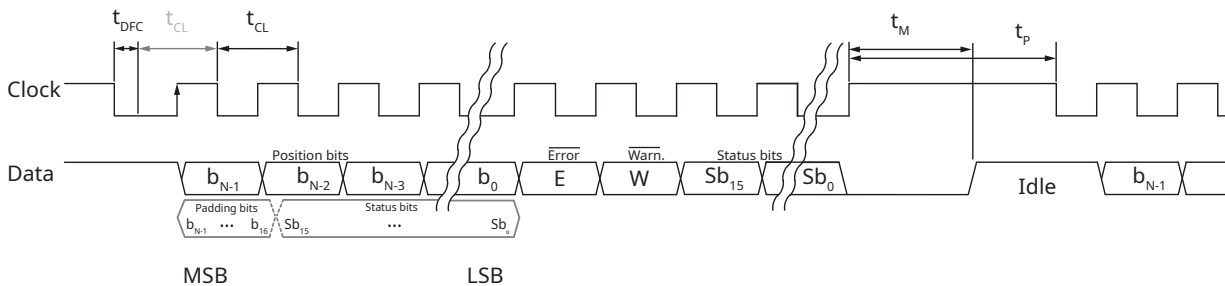 tDFC tCL tCL tM tP
Clock
Position bits Error Warn. Status bits
Data bN-1 bN-2 bN-3 b0 E W Sb15 Sb0 Idle bN-1
Padding bits Status bits
bN-1 ... b16 Sb15 ... Sb0
MSB LSB